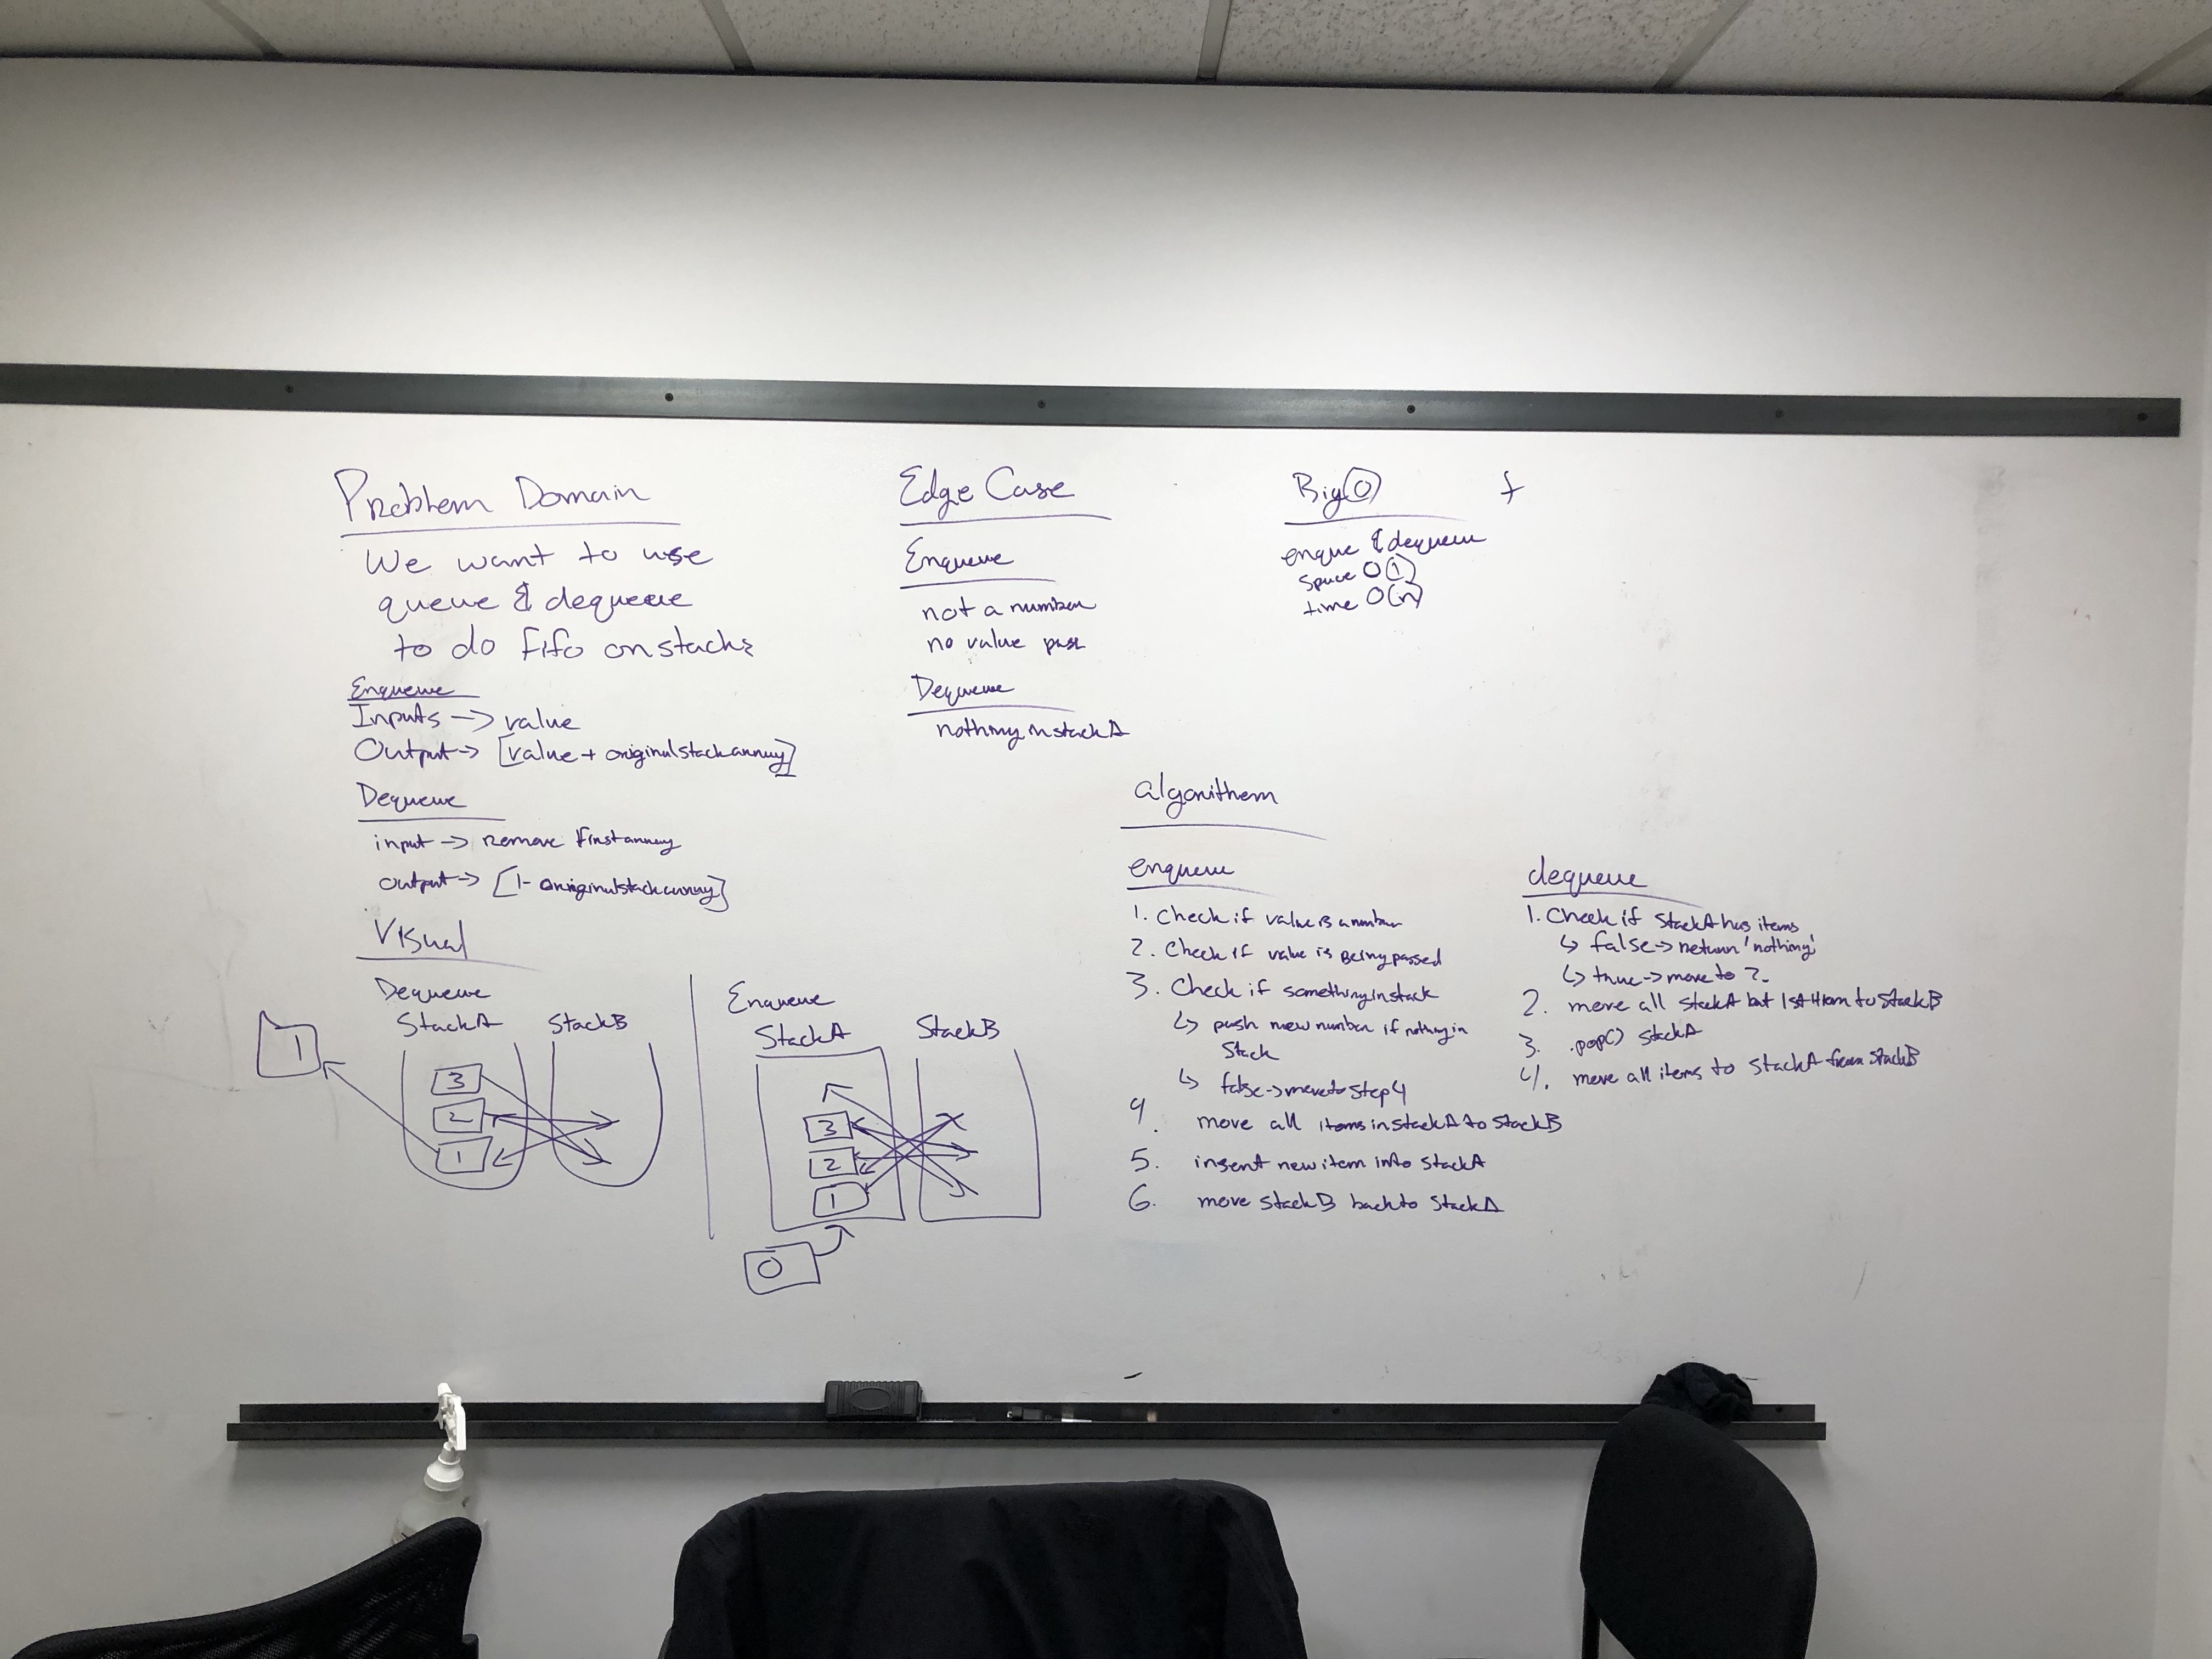 Problem Domain
We want to use
queue & dequeue
to do fifo on stacks
Enqueue
Inputs -> value
Output -> [value + originalstackarray]
Dequeue
input -> remove first array
output -> [1- originalstackarray]
Visual
Dequeue
StackA StackB
1
3
2
1
Enqueue
StackA StackB
3
2
1
0
Edge Case
Enqueue
not a number
no value pass
Dequeue
nothing in stackA
Big O
enque & dequeue
space O(1)
time O(n)
algorithem
enqueue
1. Check if value is a number
2. Check if value is Being passed
3. Check if something in stack
↳ push new number if nothing in
Stack
↳ false -> move to step 4
4. move all items in stackA to StackB
5. insert new item into StackA
6. move StackB back to StackA
dequeue
1. Check if StackA has items
↳ false -> return 'nothing'
↳ true -> move to 2.
2. move all stackA but 1st item to StackB
3. .pop() stackA
4. move all items to StackA from StackB